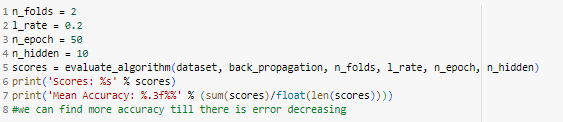 1 n_folds = 2
2 l_rate = 0.2
3 n_epoch = 50
4 n_hidden = 10
5 scores = evaluate_algorithm(dataset, back_propagation, n_folds, l_rate, n_epoch, n_hidden)
6 print('Scores: %s' % scores)
7 print('Mean Accuracy: %.3f%%' % (sum(scores)/float(len(scores))))
8 #we can find more accuracy till there is error decreasing